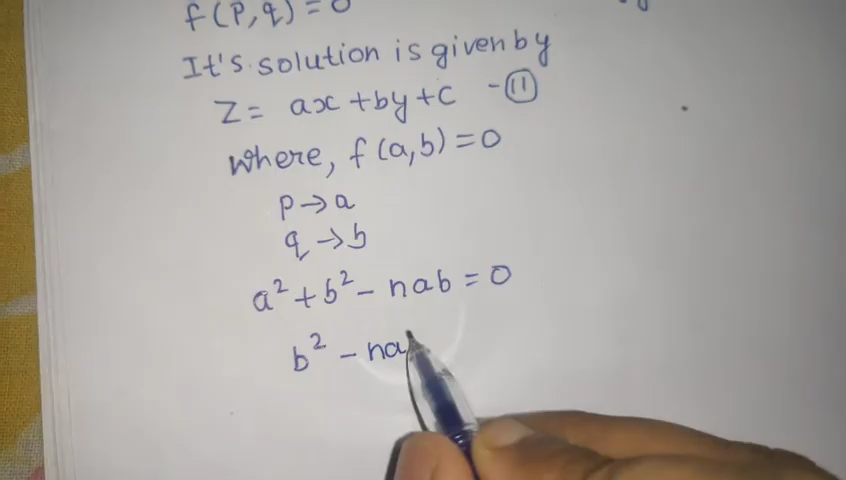 f(P,q)=0
It's solution is given by
Z= ax+by+c -⑪
where, f(a,b)=0
P→a
q→b
a²+b²-nab=0
b²-na